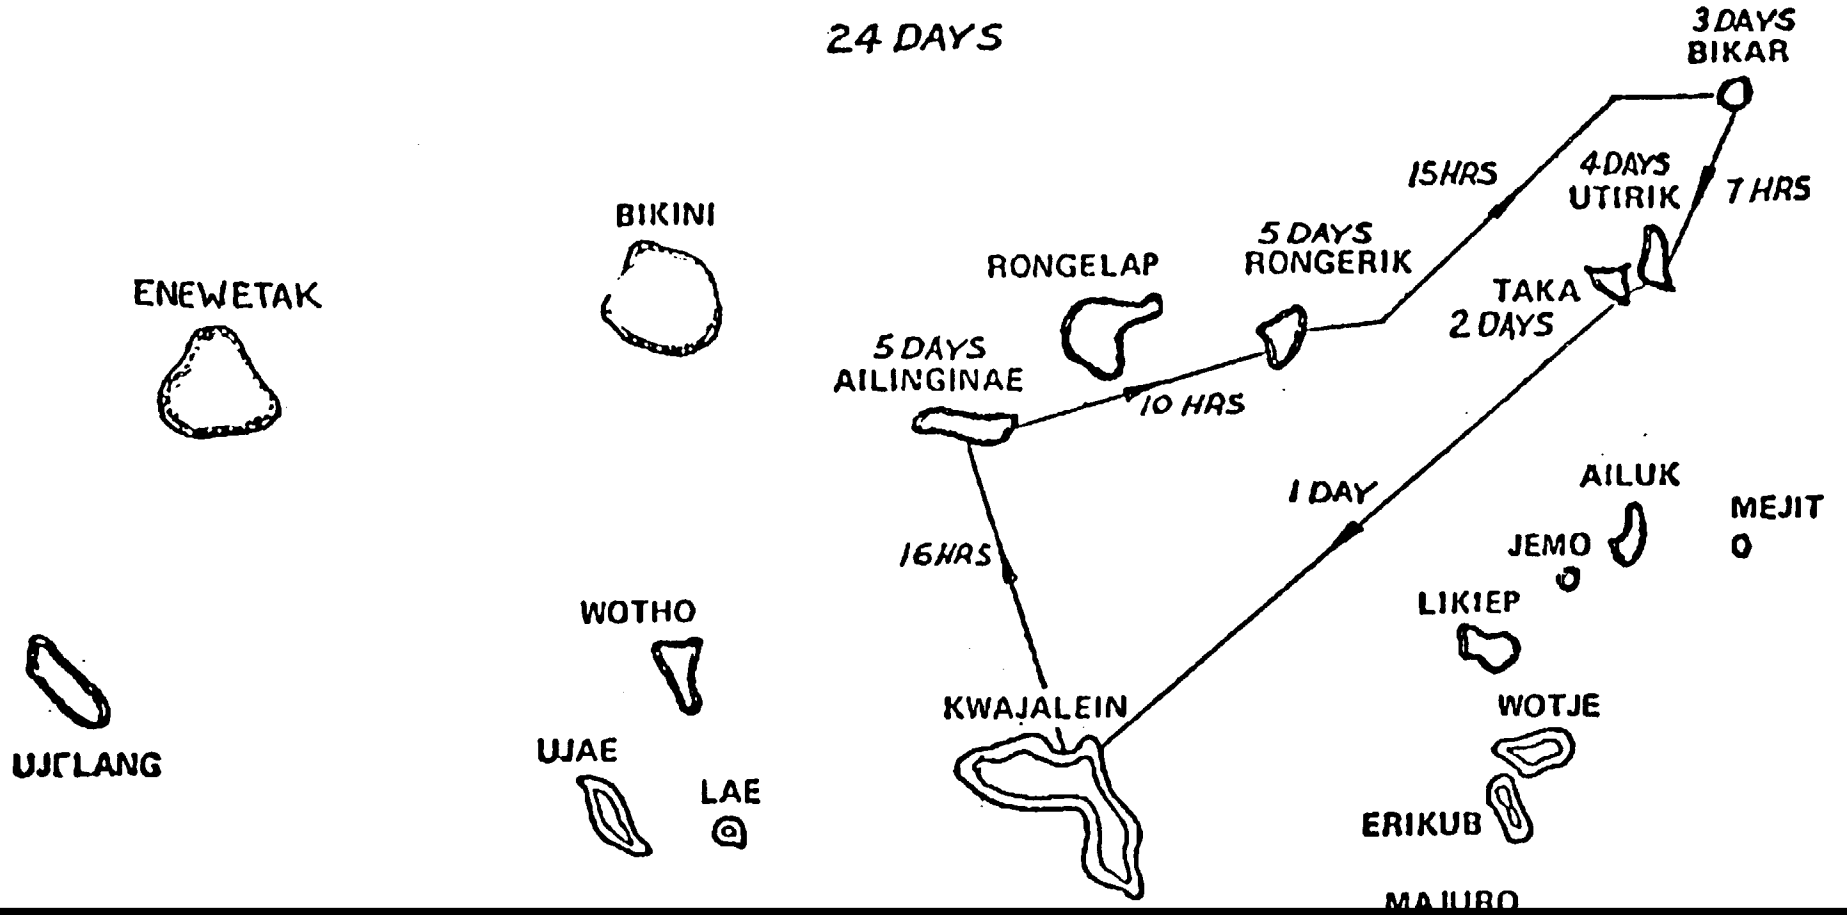 24 DAYS
3 DAYS
BIKAR
15 HRS
4 DAYS
UTIRIK
7 HRS
BIKINI
5 DAYS
RONGERIK
RONGELAP
ENEWETAK
TAKA
2 DAYS
5 DAYS
AILINGINAE
10 HRS
AILUK
1 DAY
MEJIT
JEMO
16 HRS
LIKIEP
WOTHO
KWAJALEIN
WOTJE
UJAE
UJELANG
LAE
ERIKUB
MAJURO